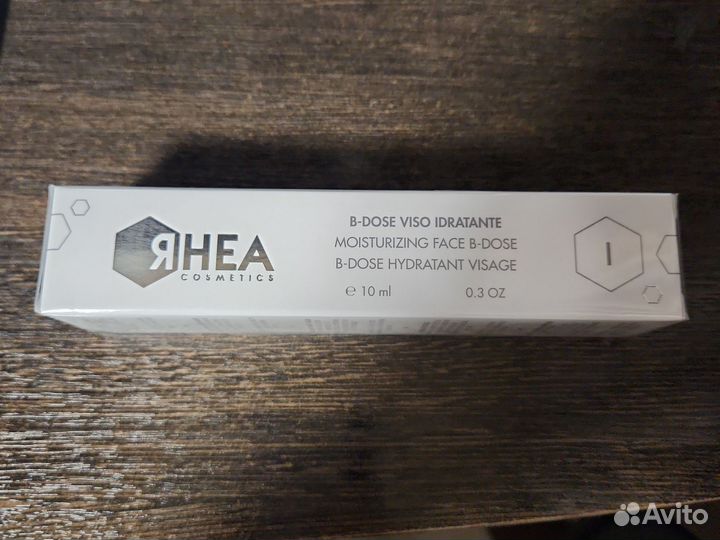 ЯHEA
COSMETICS
B-DOSE VISO IDRATANTE
MOISTURIZING FACE B-DOSE
B-DOSE HYDRATANT VISAGE
℮ 10 ml 0.3 OZ
I
Avito